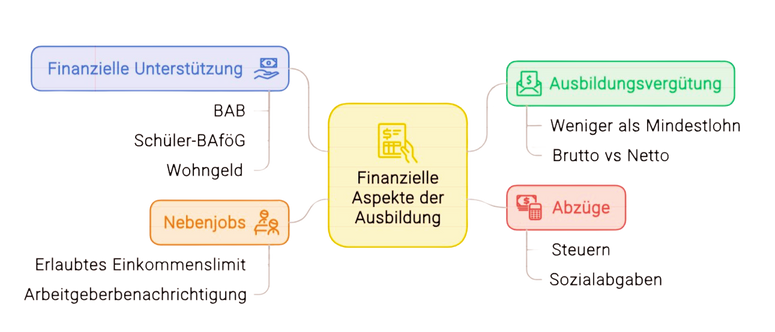 Finanzielle Unterstützung
BAB
Schüler-BAföG
Wohngeld
Nebenjobs
Erlaubtes Einkommenslimit
Arbeitgeberbenachrichtigung
Finanzielle
Aspekte der
Ausbildung
Ausbildungsvergütung
Weniger als Mindestlohn
Brutto vs Netto
Abzüge
Steuern
Sozialabgaben